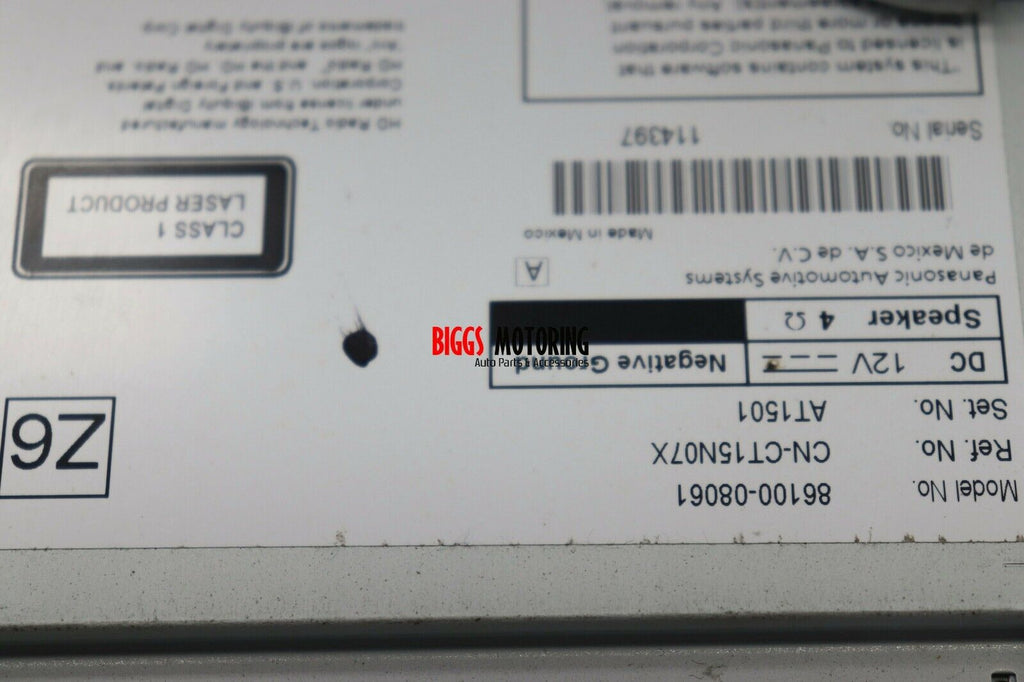 Model No. 86100-08061
Ref. No. CN-CT15N07X
Set. No. AT1501
Z6
DC 12V Negative Ground
Speaker 4 Ω
Panasonic Automotive Systems
de Mexico S.A. de C.V.
A
Made in Mexico
Serial No. 114397
CLASS 1
LASER PRODUCT
HD Radio Technology manufactured
under license from iBiquity Digital
Corporation. U.S. and Foreign Patents.
HD Radio™ and the HD, HD Radio, and
"Arc" logos are proprietary
trademarks of iBiquity Digital Corp.
"This system contains software that
is licensed to Panasonic Corporation
or more third parties pursuant
Any removal
BIGGS MOTORING
Auto Parts & Accessories